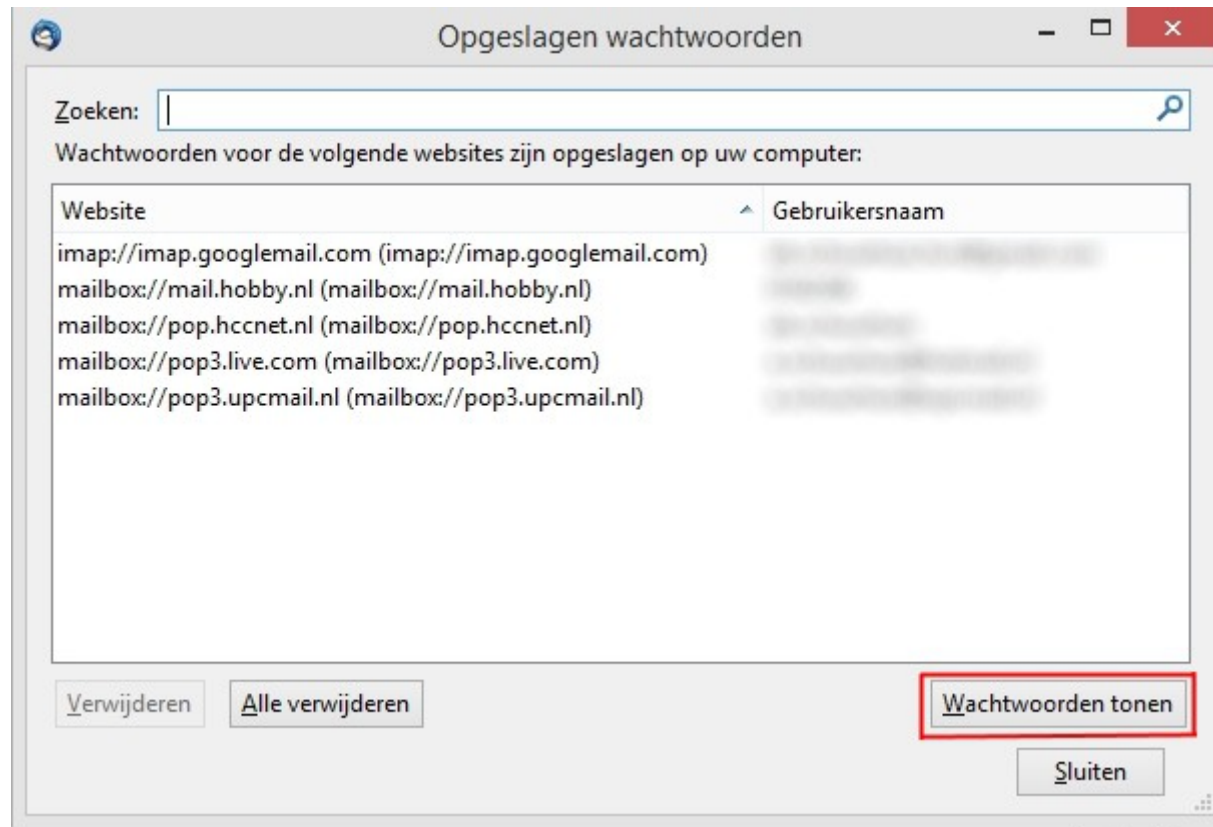 Opgeslagen wachtwoorden
Zoeken:
Wachtwoorden voor de volgende websites zijn opgeslagen op uw computer:
Website Gebruikersnaam
imap://imap.googlemail.com (imap://imap.googlemail.com)
mailbox://mail.hobby.nl (mailbox://mail.hobby.nl)
mailbox://pop.hccnet.nl (mailbox://pop.hccnet.nl)
mailbox://pop3.live.com (mailbox://pop3.live.com)
mailbox://pop3.upcmail.nl (mailbox://pop3.upcmail.nl)
Verwijderen Alle verwijderen Wachtwoorden tonen
Sluiten